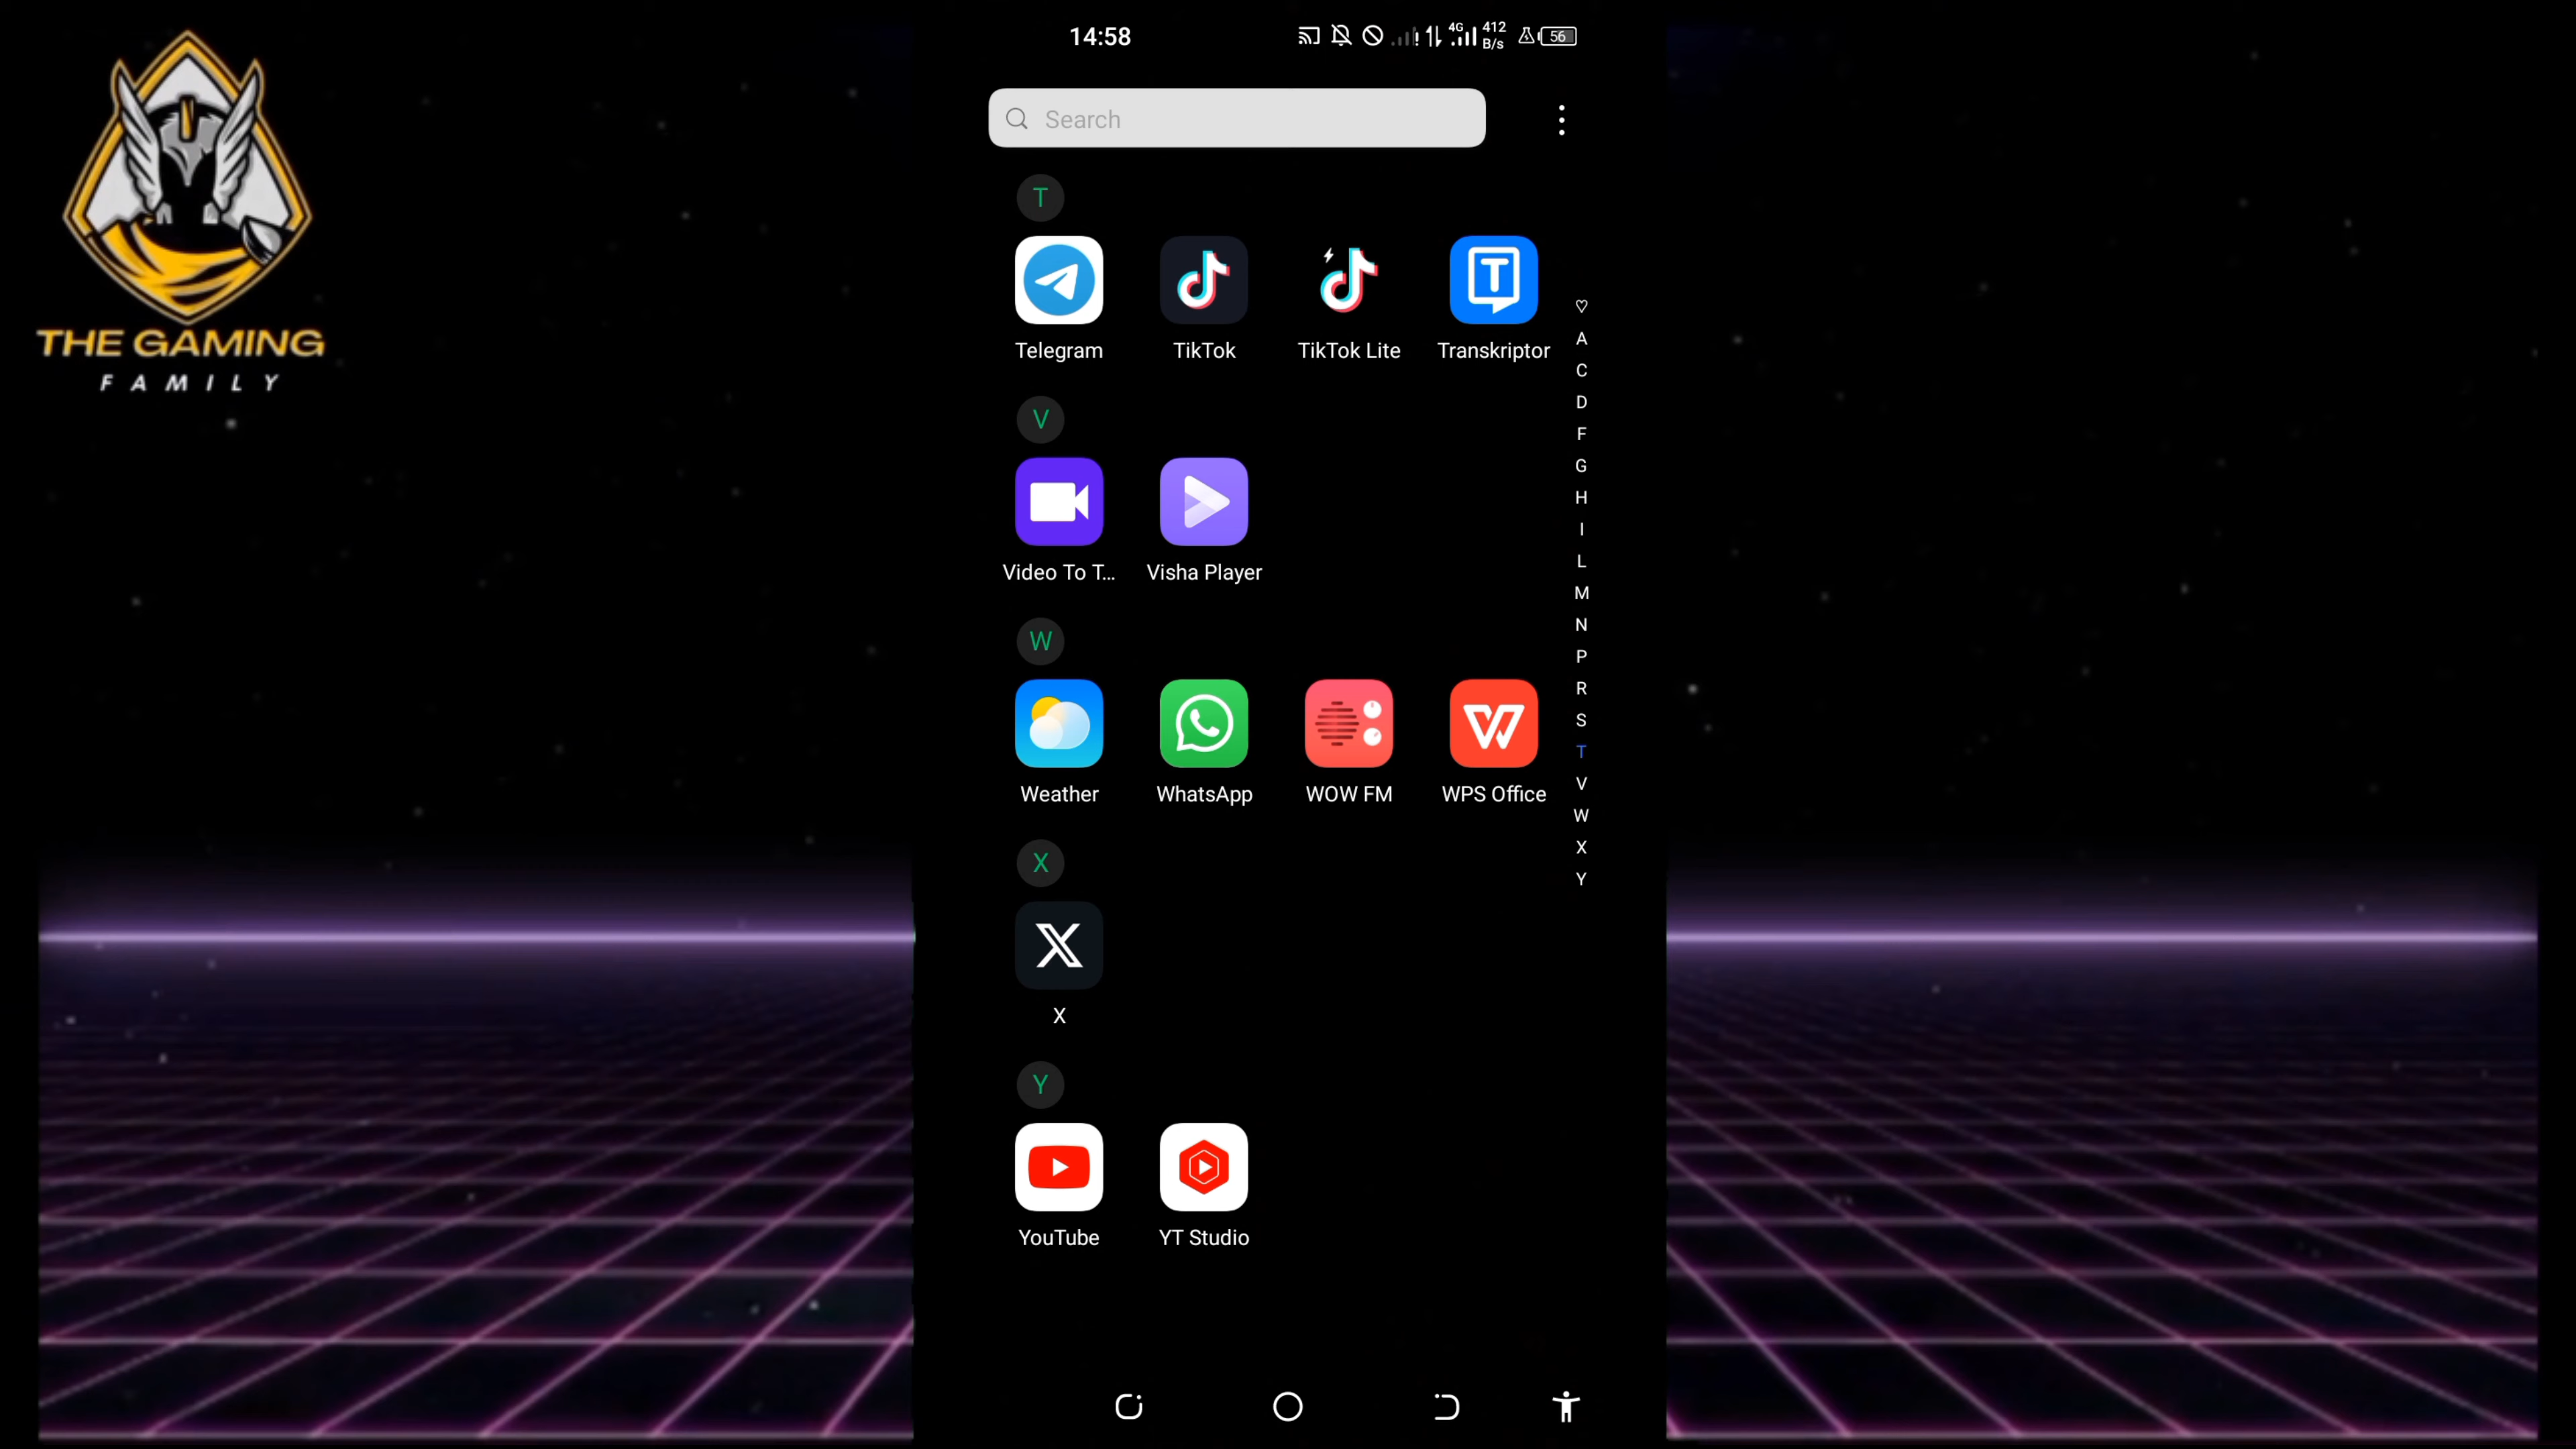 THE GAMING
FAMILY
14:58
4G
412
B/s
56
Search
T
Telegram
TikTok
TikTok Lite
Transkriptor
V
Video To T...
Visha Player
W
Weather
WhatsApp
WOW FM
WPS Office
X
X
Y
YouTube
YT Studio
A
C
D
F
G
H
I
L
M
N
P
R
S
T
V
W
X
Y